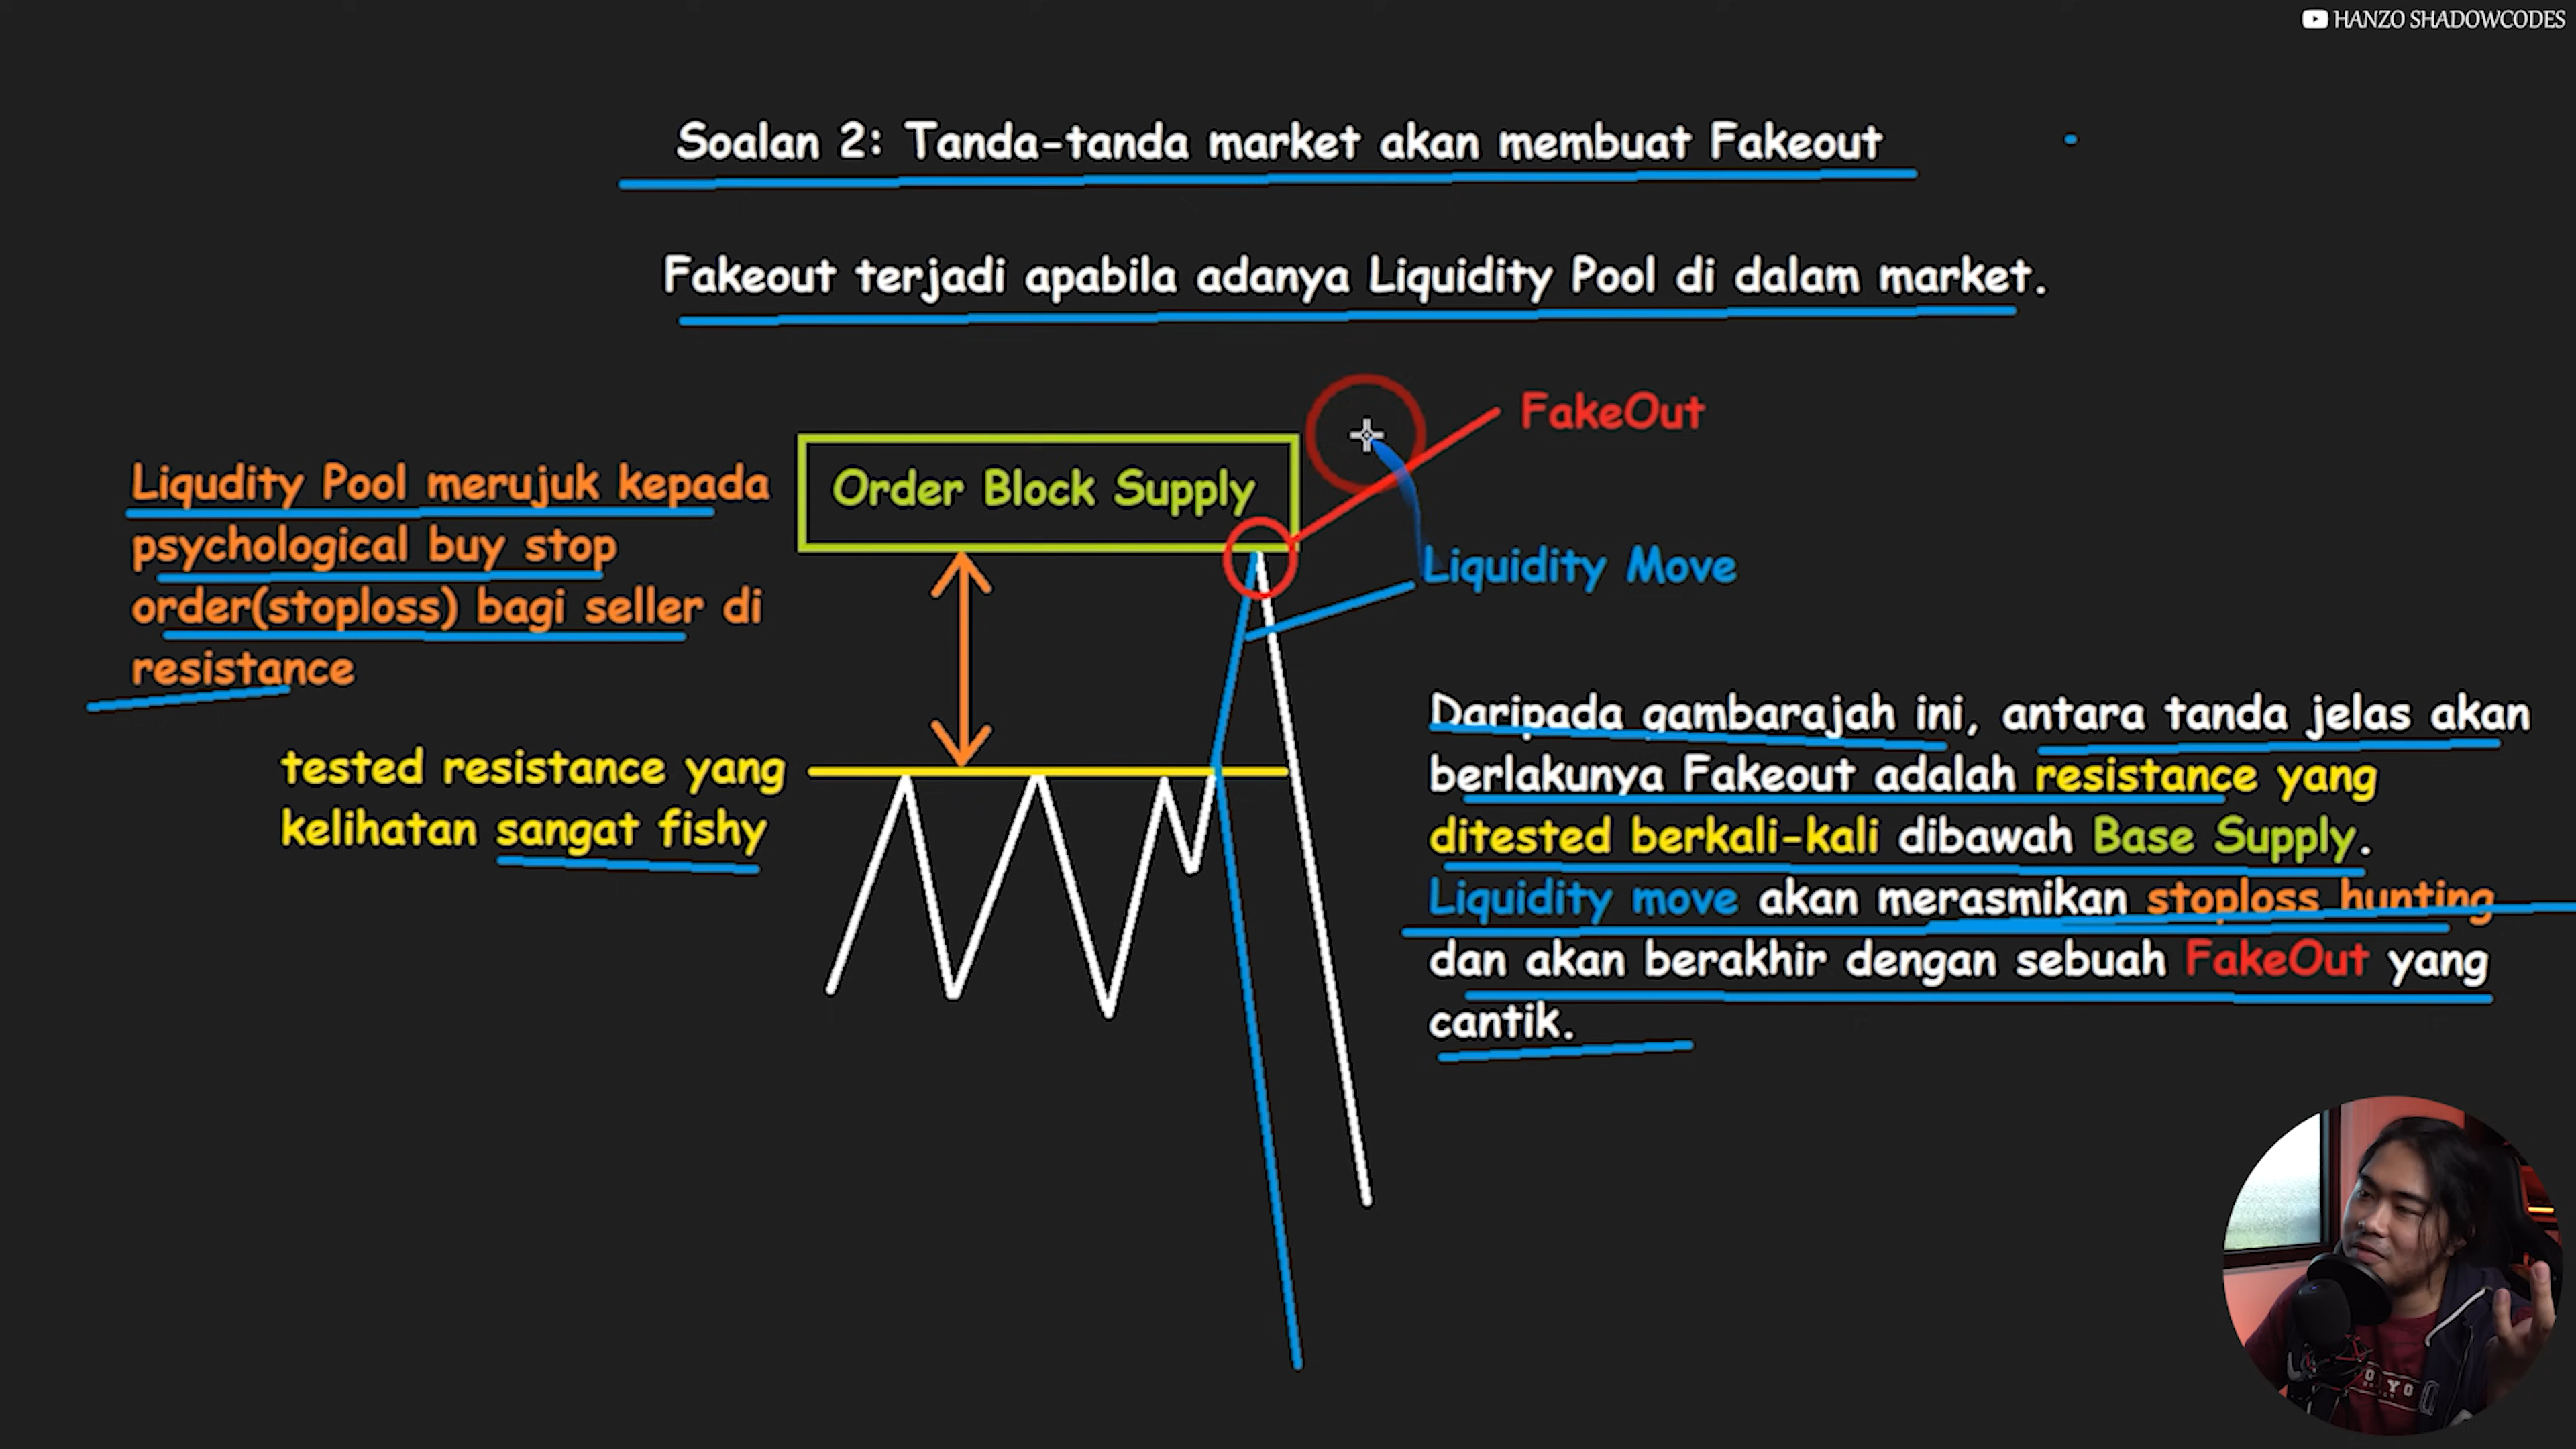 HANZO SHADOWCODES
Soalan 2: Tanda-tanda market akan membuat Fakeout
Fakeout terjadi apabila adanya Liquidity Pool di dalam market.
FakeOut
Order Block Supply
Liqudity Pool merujuk kepada
psychological buy stop
order(stoploss) bagi seller di
resistance
Liquidity Move
tested resistance yang
kelihatan sangat fishy
Daripada gambarajah ini, antara tanda jelas akan
berlakunya Fakeout adalah resistance yang
ditested berkali-kali dibawah Base Supply.
Liquidity move akan merasmikan stoploss hunting
dan akan berakhir dengan sebuah FakeOut yang
cantik.